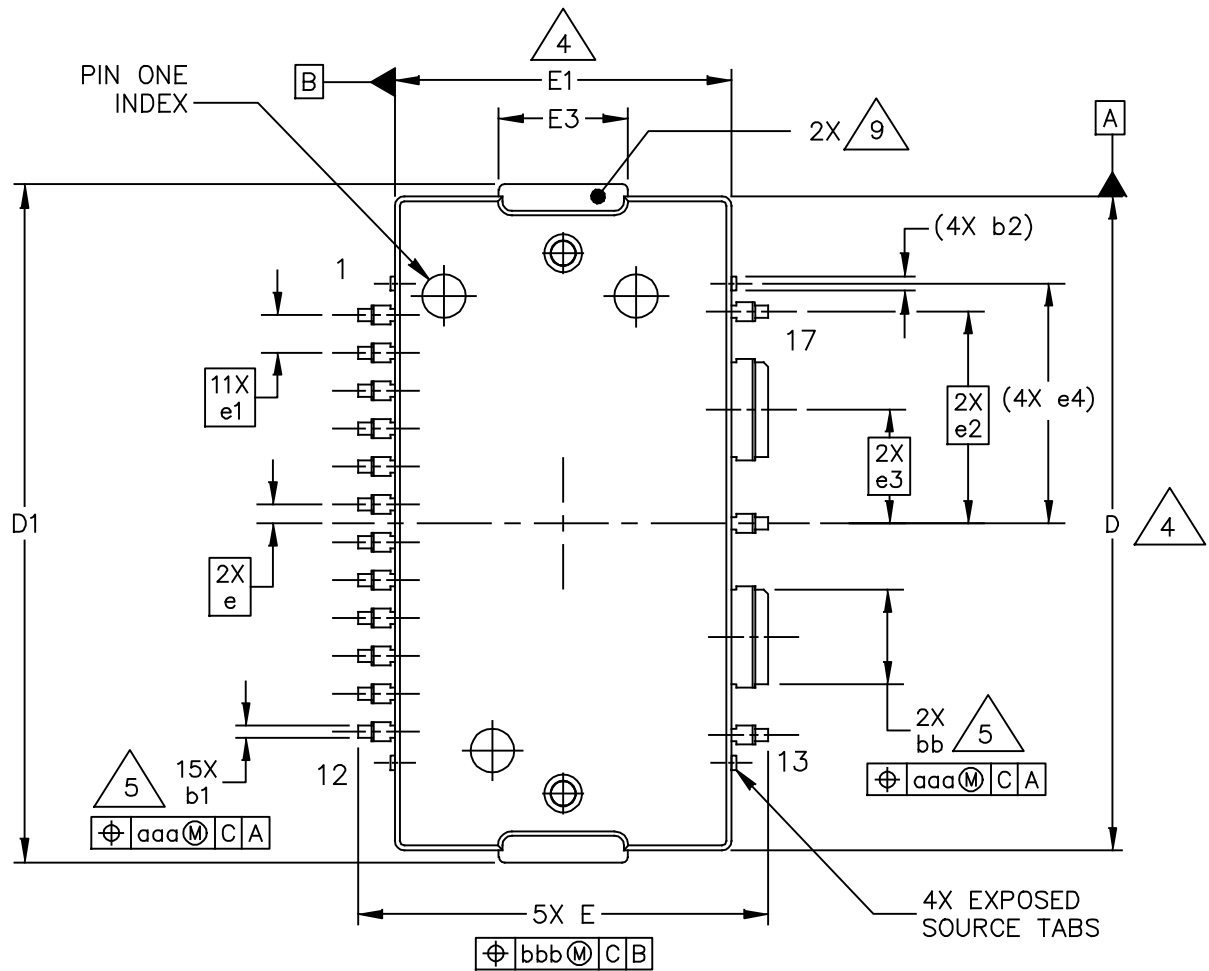 4
PIN ONE
INDEX
B
E1
E3
2X 9
A
(4X b2)
1
17
11X
e1
2X
e2
(4X e4)
2X
e3
D1
D
4
2X
e
2X
bb
5
5
15X
b1
12
13
⌖ aaa Ⓜ C A
⌖ aaa Ⓜ C A
4X EXPOSED
SOURCE TABS
5X E
⌖ bbb Ⓜ C B